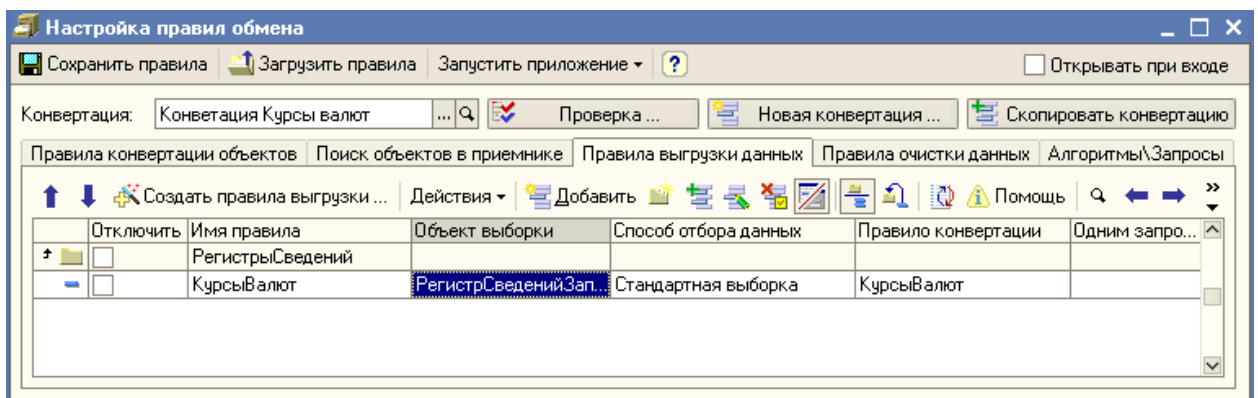 Настройка правил обмена
Сохранить правила Загрузить правила Запустить приложение ? Открывать при входе
Конвертация: Конветация Курсы валют ... Проверка ... Новая конвертация ... Скопировать конвертацию
Правила конвертации объектов Поиск объектов в приемнике Правила выгрузки данных Правила очистки данных Алгоритмы\Запросы
Создать правила выгрузки ... Действия Добавить Помощь »
Отключить Имя правила Объект выборки Способ отбора данных Правило конвертации Одним запро...
РегистрыСведений
КурсыВалют РегистрСведенийЗап... Стандартная выборка КурсыВалют